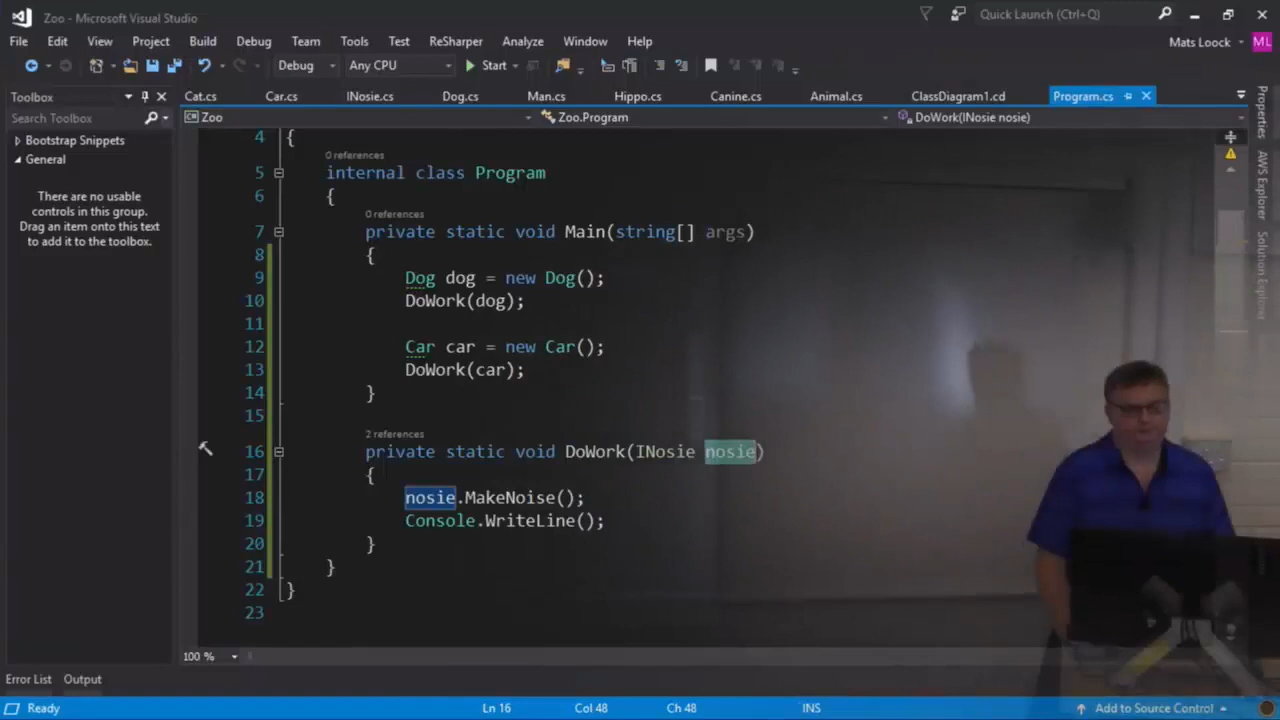 Zoo - Microsoft Visual Studio
Quick Launch (Ctrl+Q)
File Edit View Project Build Debug Team Tools Test ReSharper Analyze Window Help
Mats Loock ML
Debug Any CPU Start
Toolbox
Cat.cs Car.cs INosie.cs Dog.cs Man.cs Hippo.cs Canine.cs Animal.cs ClassDiagram1.cd Program.cs
Search Toolbox
Zoo Zoo.Program DoWork(INosie nosie)
Bootstrap Snippets
General
There are no usable
controls in this group.
Drag an item onto this text
to add it to the toolbox.
4 {
0 references
5 internal class Program
6 {
0 references
7 private static void Main(string[] args)
8 {
9 Dog dog = new Dog();
10 DoWork(dog);
11
12 Car car = new Car();
13 DoWork(car);
14 }
15
2 references
16 private static void DoWork(INosie nosie)
17 {
18 nosie.MakeNoise();
19 Console.WriteLine();
20 }
21 }
22 }
23
Properties
AWS Explorer
Solution Explorer
100 %
Error List Output
Ready Ln 16 Col 48 Ch 48 INS Add to Source Control